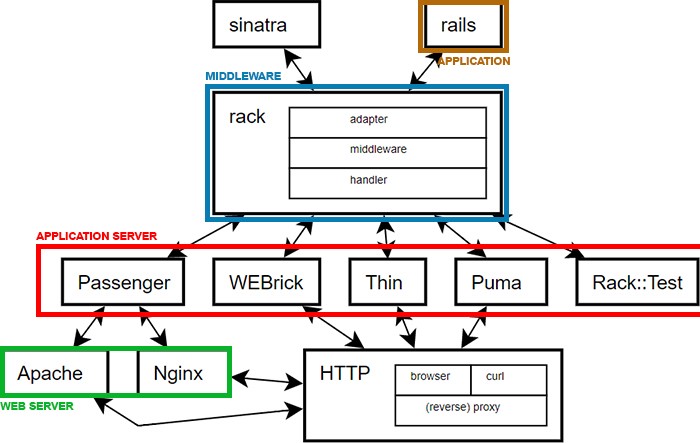 sinatra
rails
APPLICATION
MIDDLEWARE
rack
adapter
middleware
handler
APPLICATION SERVER
Passenger
WEBrick
Thin
Puma
Rack::Test
Apache
Nginx
WEB SERVER
HTTP
browser
curl
(reverse) proxy